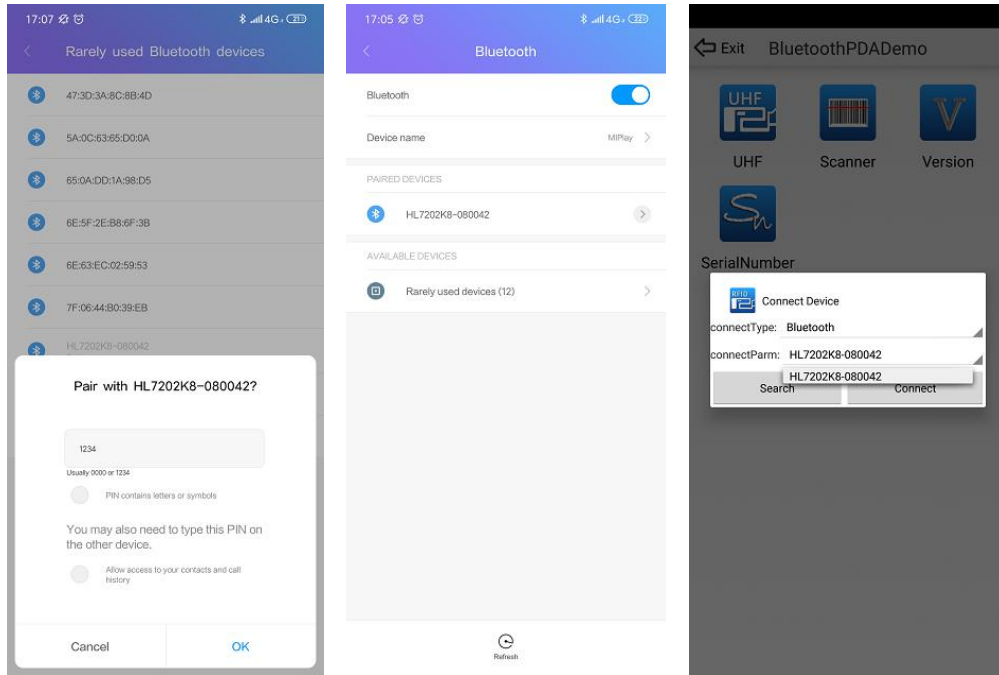 17:07 4G 21
Rarely used Bluetooth devices
47:3D:3A:8C:8B:4D
5A:0C:63:65:D0:0A
65:0A:DD:1A:98:D5
6E:5F:2E:B8:6F:3B
6E:63:EC:02:59:53
7F:06:44:B0:39:EB
HL7202K8-080042
Pair with HL7202K8-080042?
1234
Usually 0000 or 1234
PIN contains letters or symbols
You may also need to type this PIN on
the other device.
Allow access to your contacts and call
history
Cancel OK
17:05 4G 22
Bluetooth
Bluetooth
Device name MIPlay
PAIRED DEVICES
HL7202K8-080042
AVAILABLE DEVICES
Rarely used devices (12)
Refresh
Exit BluetoothPDADemo
UHF
UHF Scanner Version
SerialNumber
RFID
Connect Device
connectType: Bluetooth
connectParm: HL7202K8-080042
HL7202K8-080042
Search Connect